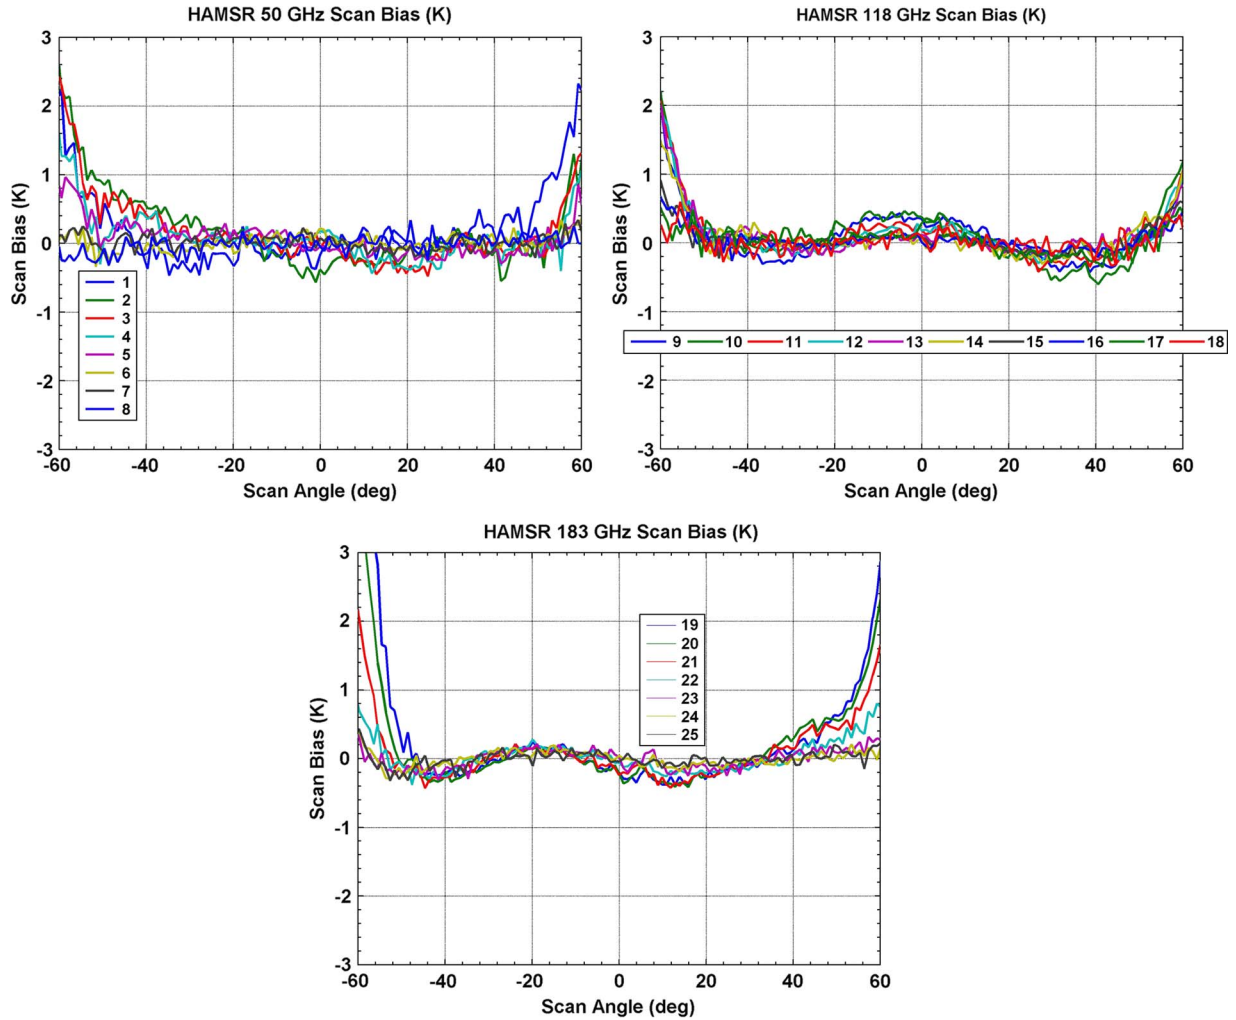 HAMSR 50 GHz Scan Bias (K)
3
2
1
0
-1
-2
-3
Scan Bias (K)
1
2
3
4
5
6
7
8
-60 -40 -20 0 20 40 60
Scan Angle (deg)
HAMSR 118 GHz Scan Bias (K)
3
2
1
0
-1
-2
-3
Scan Bias (K)
9 10 11 12 13 14 15 16 17 18
-60 -40 -20 0 20 40 60
Scan Angle (deg)
HAMSR 183 GHz Scan Bias (K)
3
2
1
0
-1
-2
-3
Scan Bias (K)
19
20
21
22
23
24
25
-60 -40 -20 0 20 40 60
Scan Angle (deg)